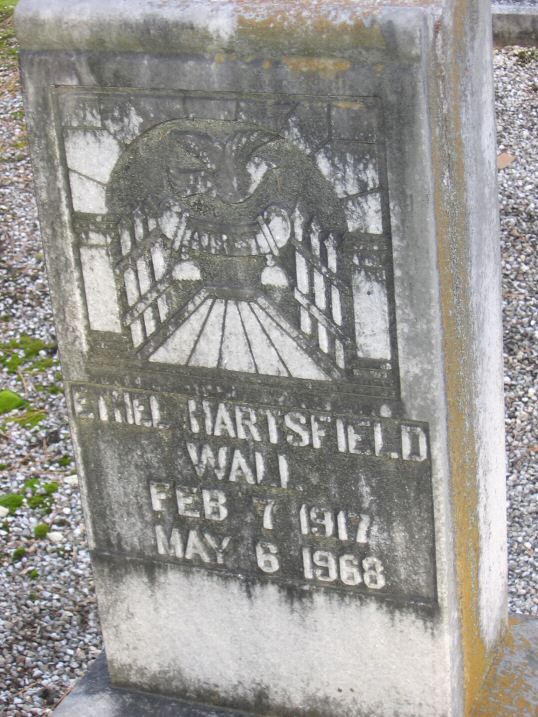 ETHEL HARTSFIELD
WALL
FEB 7 1917
MAY 6 1968